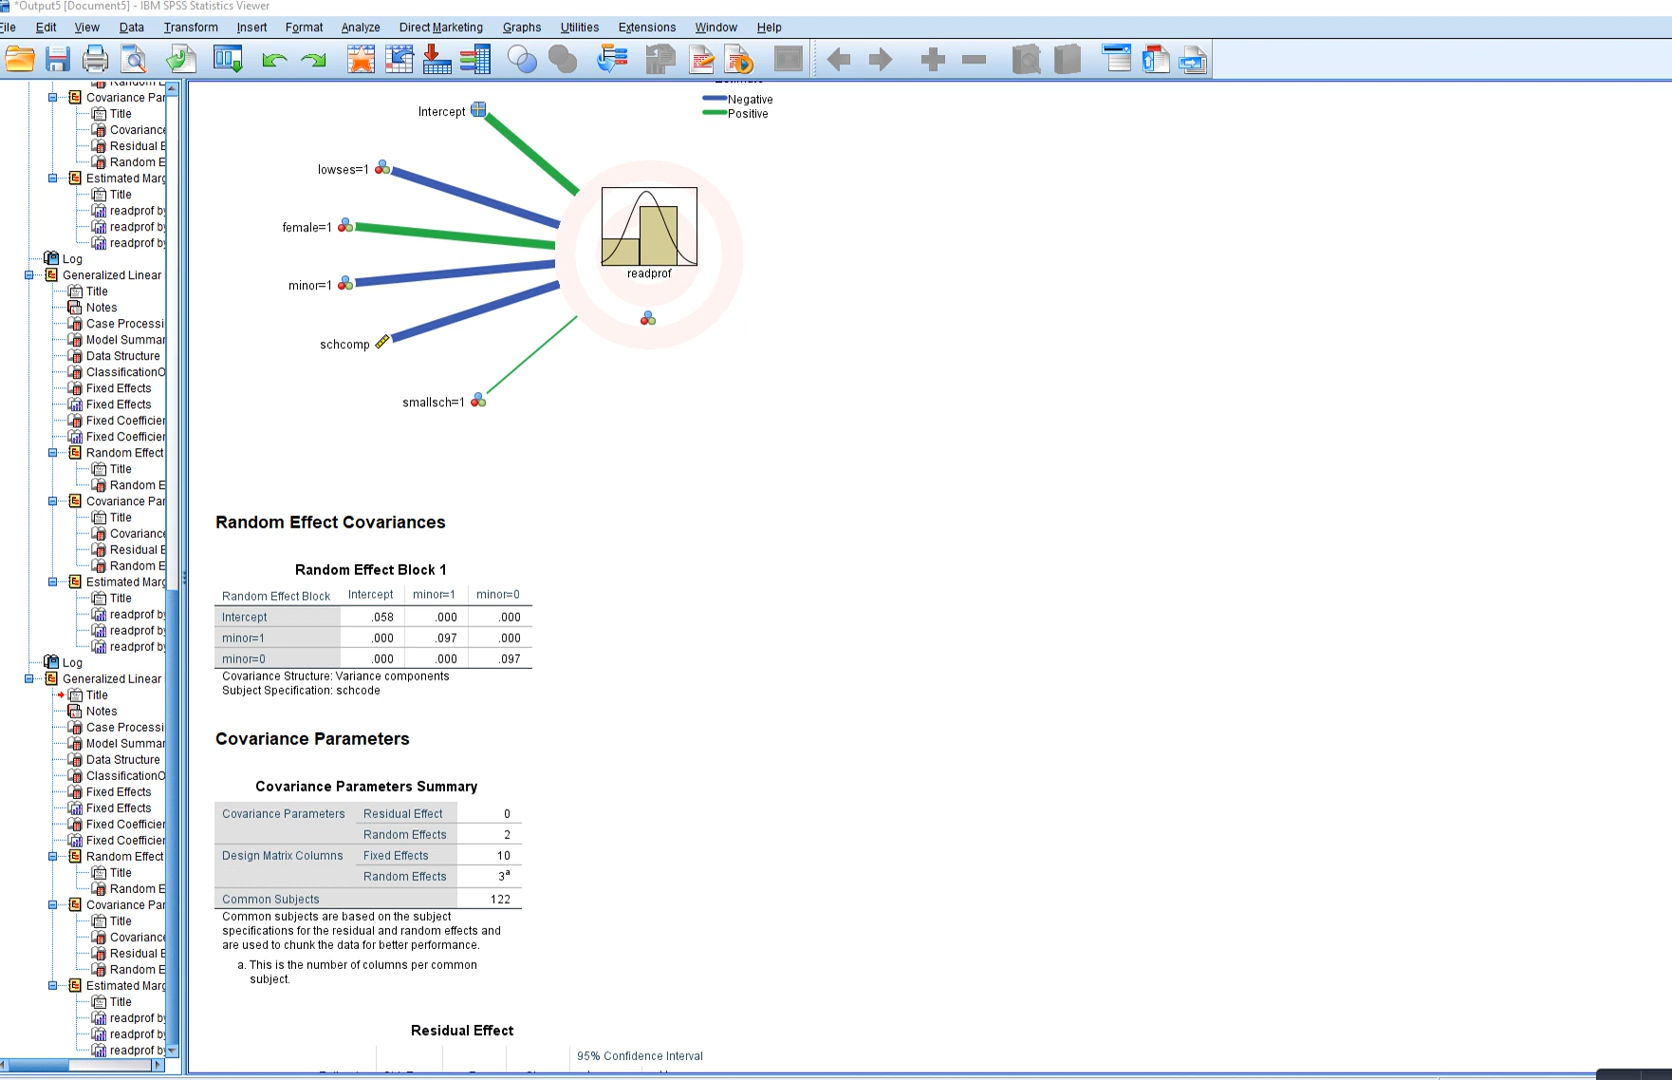 *Output5 [Document5] - IBM SPSS Statistics Viewer
File Edit View Data Transform Insert Format Analyze Direct Marketing Graphs Utilities Extensions Window Help
Covariance Par
Title
Covariance
Residual E
Random E
Estimated Marg
Title
readprof by
readprof by
readprof by
Log
Generalized Linear
Title
Notes
Case Processi
Model Summar
Data Structure
ClassificationO
Fixed Effects
Fixed Effects
Fixed Coefficier
Fixed Coefficier
Random Effect
Title
Random E
Covariance Par
Title
Covariance
Residual E
Random E
Estimated Marg
Title
readprof by
readprof by
readprof by
Log
Generalized Linear
Title
Notes
Case Processi
Model Summar
Data Structure
ClassificationO
Fixed Effects
Fixed Effects
Fixed Coefficier
Fixed Coefficier
Random Effect
Title
Random E
Covariance Par
Title
Covariance
Residual E
Random E
Estimated Marg
Title
readprof by
readprof by
readprof by
Negative
Positive
Intercept
lowses=1
female=1
minor=1
schcomp
smallsch=1
readprof
Random Effect Covariances
Random Effect Block 1
Random Effect Block Intercept minor=1 minor=0
Intercept .058 .000 .000
minor=1 .000 .097 .000
minor=0 .000 .000 .097
Covariance Structure: Variance components
Subject Specification: schcode
Covariance Parameters
Covariance Parameters Summary
Covariance Parameters Residual Effect 0
Random Effects 2
Design Matrix Columns Fixed Effects 10
Random Effects 3a
Common Subjects 122
Common subjects are based on the subject
specifications for the residual and random effects and
are used to chunk the data for better performance.
a. This is the number of columns per common
subject.
Residual Effect
95% Confidence Interval